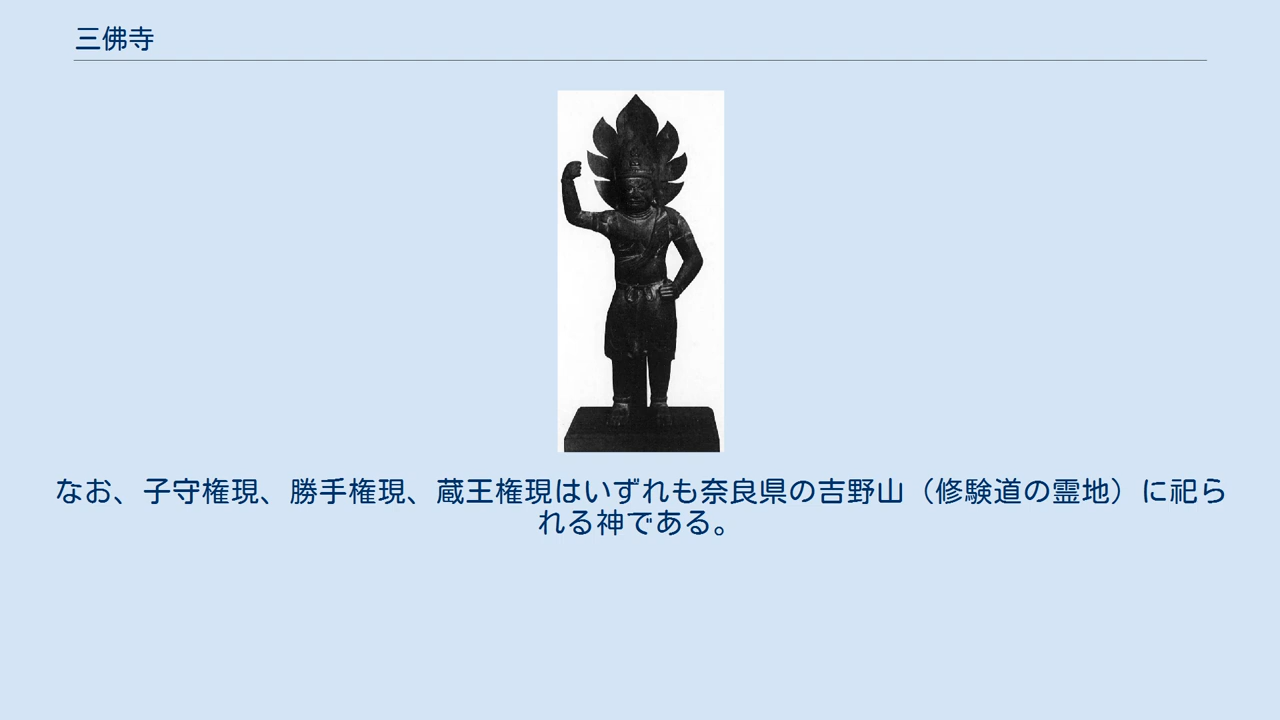 三佛寺
なお、子守権現、勝手権現、蔵王権現はいずれも奈良県の吉野山（修験道の霊地）に祀ら
れる神である。